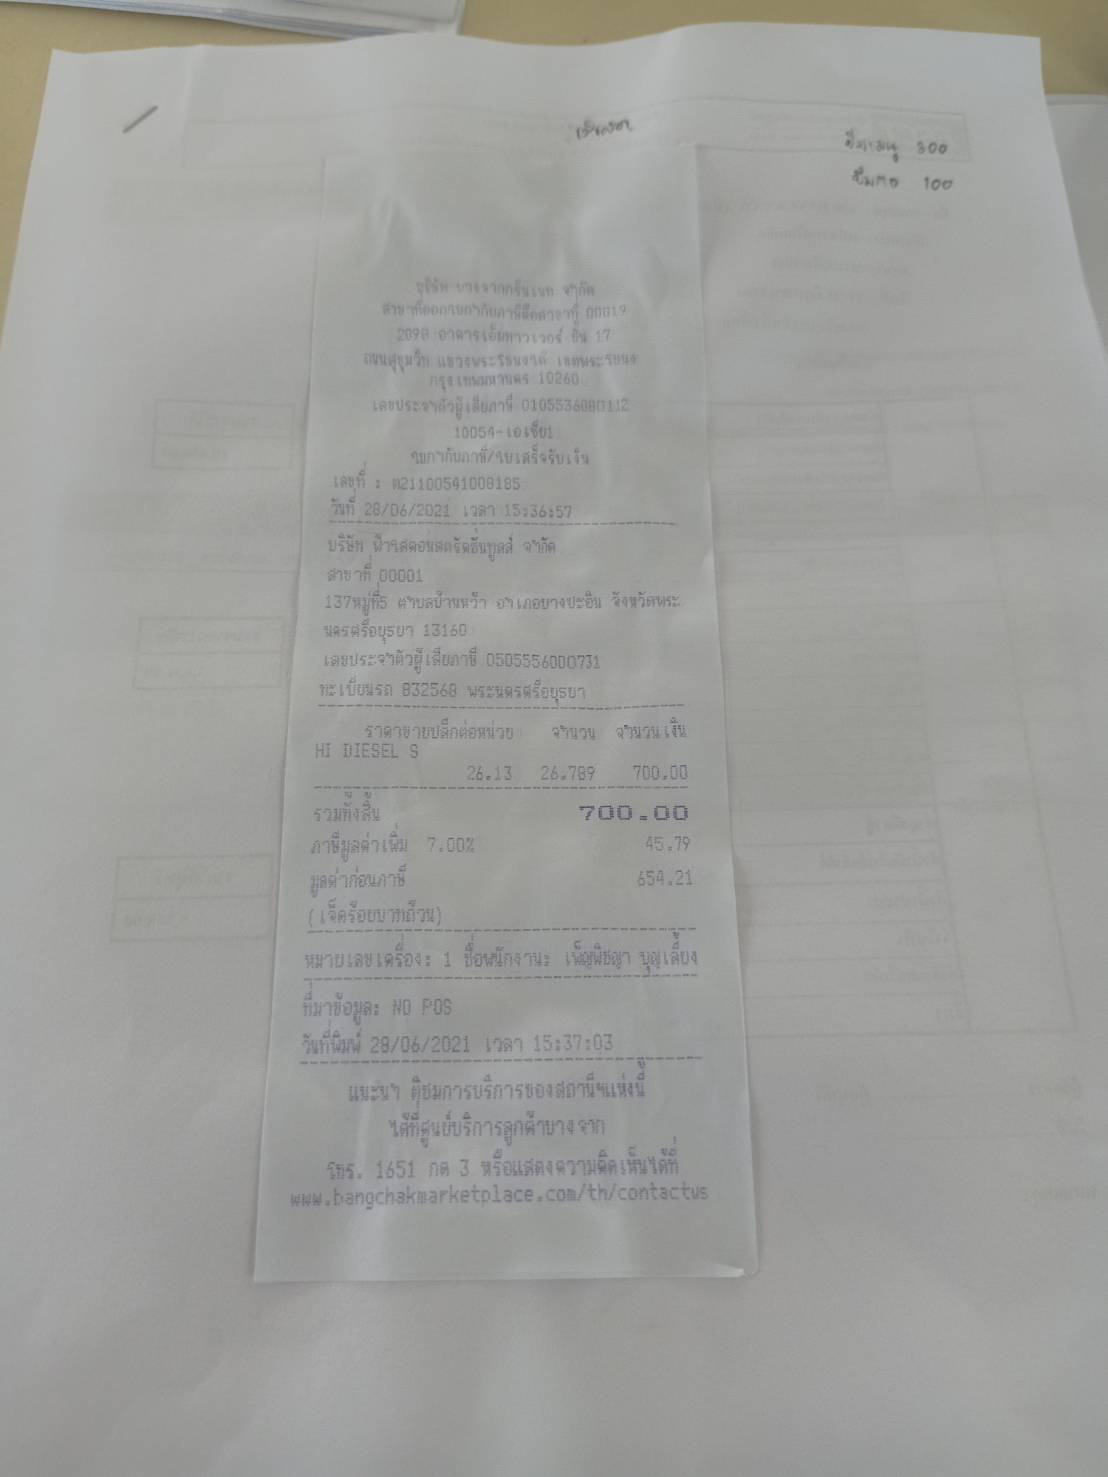 300
100
บริษัท บางจากกรีนเนท จำกัด
สาขาที่ออกใบกำกับภาษีคือสาขาที่ 00019
2098 อาคารเอ็มทาวเวอร์ ชั้น 17
ถนนสุขุมวิท แขวงพระโขนงใต้ เขตพระโขนง
กรุงเทพมหานคร 10260
เลขประจำตัวผู้เสียภาษี 0105536080112
10054-เอเชีย1
ใบกำกับภาษี/ใบเสร็จรับเงิน
เลขที่ : ต21100541008185
วันที่ 28/06/2021 เวลา 15:36:57
บริษัท ฟ้าใสคอนสตรัคชั่นทูลส์ จำกัด
สาขาที่ 00001
137หมู่ที่5 ตำบลบ้านหว้า อำเภอบางปะอิน จังหวัดพระ
นครศรีอยุธยา 13160
เลขประจำตัวผู้เสียภาษี 0505556000731
ทะเบียนรถ 832568 พระนครศรีอยุธยา
ราคาขายปลีกต่อหน่วย จำนวน จำนวนเงิน
HI DIESEL S
26.13 26.789 700.00
รวมทั้งสิ้น 700.00
ภาษีมูลค่าเพิ่ม 7.00% 45.79
มูลค่าก่อนภาษี 654.21
(เจ็ดร้อยบาทถ้วน)
หมายเลขเครื่อง: 1 ชื่อพนักงาน: เพ็ญพิชญา บุญเลี้ยง
ที่มาข้อมูล: NO POS
วันที่พิมพ์ 28/06/2021 เวลา 15:37:03
แนะนำ ติชมการบริการของสถานีฯแห่งนี้
ได้ที่ศูนย์บริการลูกค้าบางจาก
โทร. 1651 กด 3 หรือแสดงความคิดเห็นได้ที่
www.bangchakmarketplace.com/th/contactus